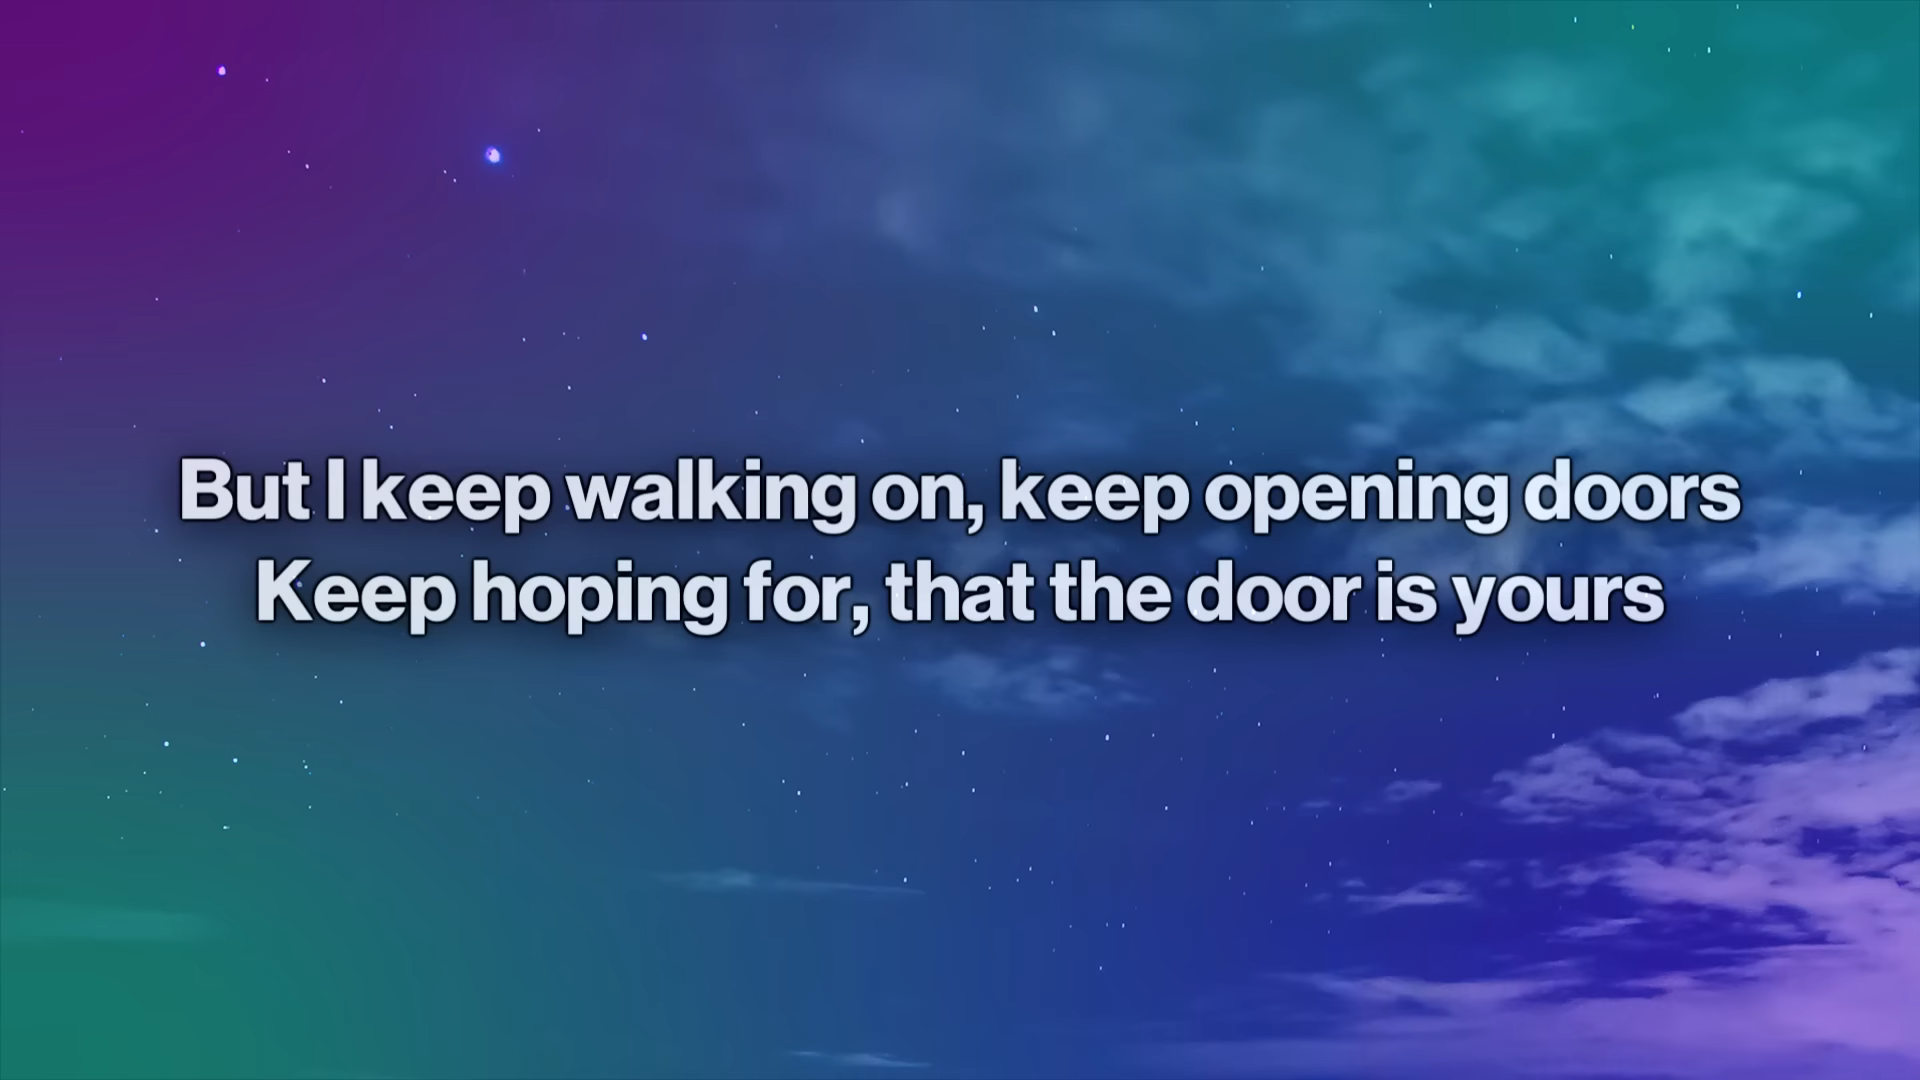 But I keep walking on, keep opening doors
Keep hoping for, that the door is yours